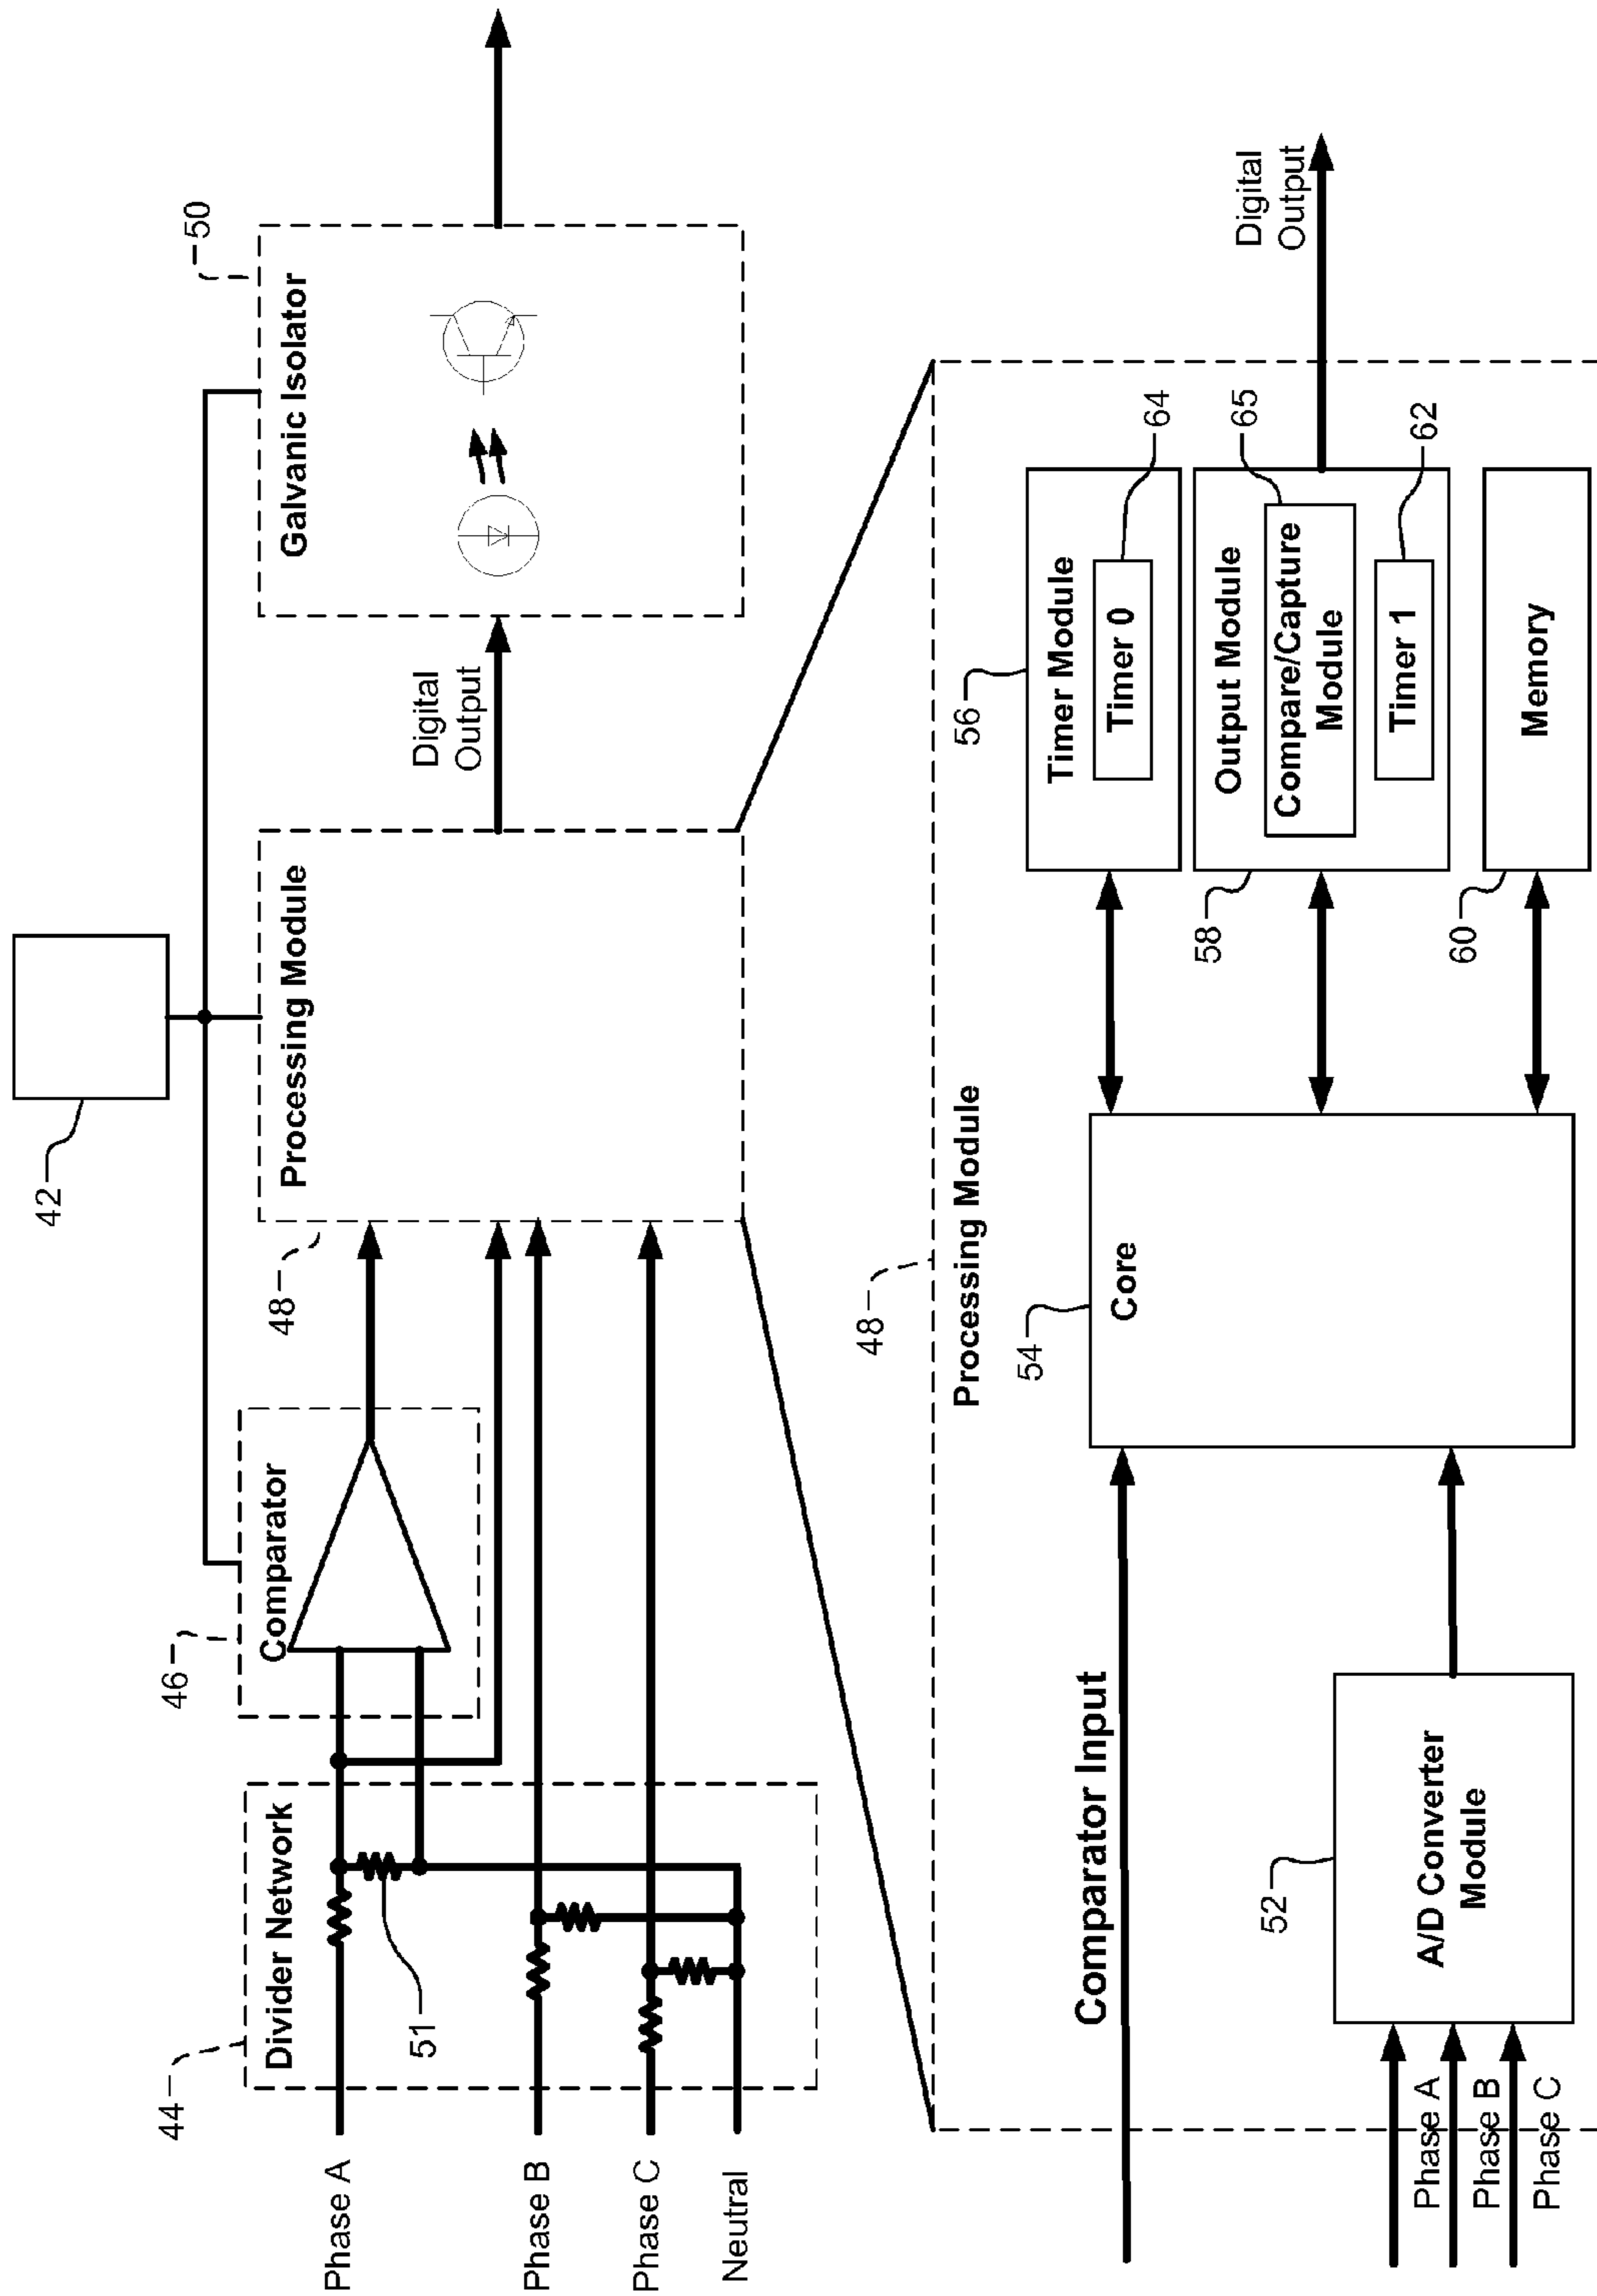 42
44
Divider Network
Phase A
51
Phase B
Phase C
Neutral
46
Comparator
48
Processing Module
Digital
Output
50
Galvanic Isolator
48
Processing Module
Comparator Input
Phase A
Phase B
Phase C
52
A/D Converter
Module
54
Core
56
Timer Module
Timer 0
64
58
Output Module
Compare/Capture
Module
65
Timer 1
62
60
Memory
Digital
Output